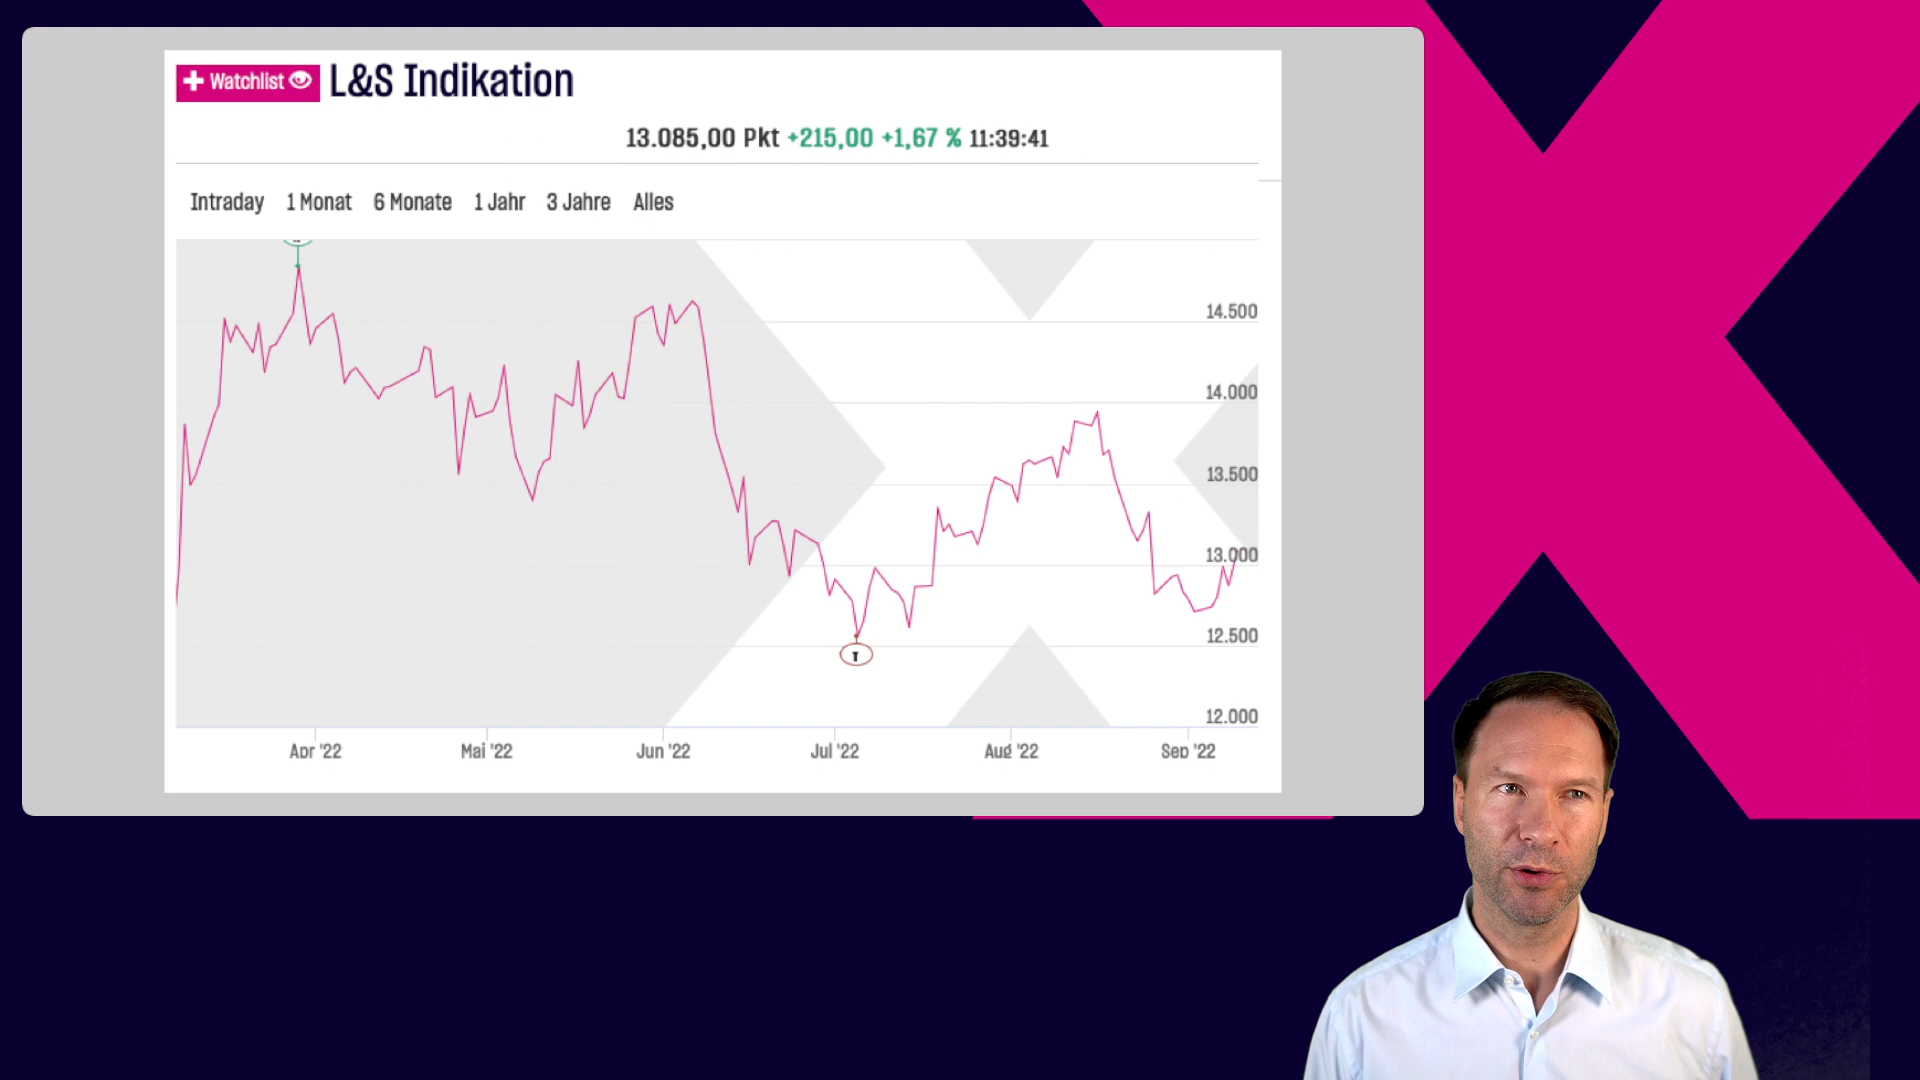 Watchlist L&S Indikation
13.085,00 Pkt +215,00 +1,67 % 11:39:41
Intraday 1 Monat 6 Monate 1 Jahr 3 Jahre Alles
14.500
14.000
13.500
13.000
12.500
T
12.000
Apr '22 Mai '22 Jun '22 Jul '22 Aug '22 Sep '22